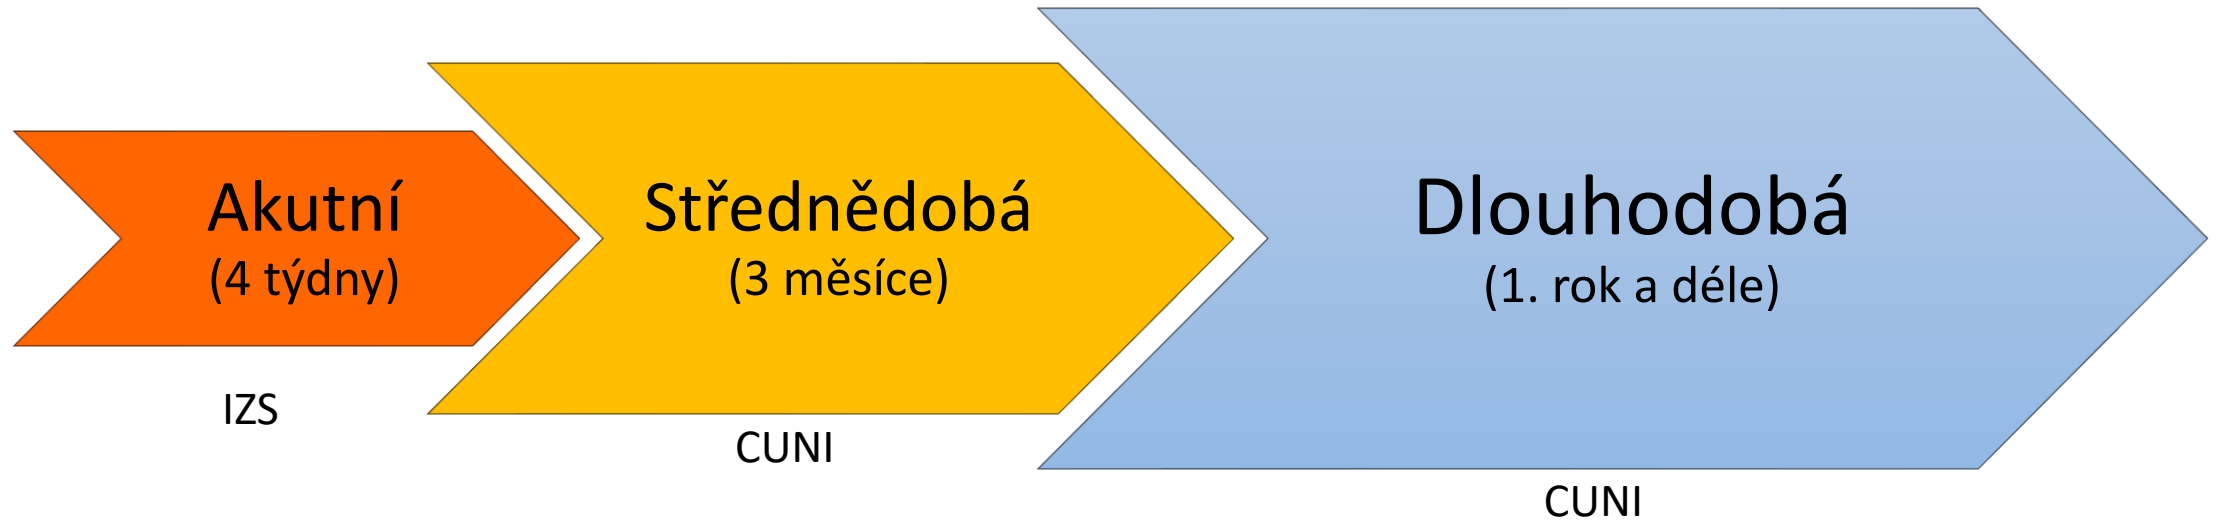 Akutní
(4 týdny)
IZS
Střednědobá
(3 měsíce)
CUNI
Dlouhodobá
(1. rok a déle)
CUNI